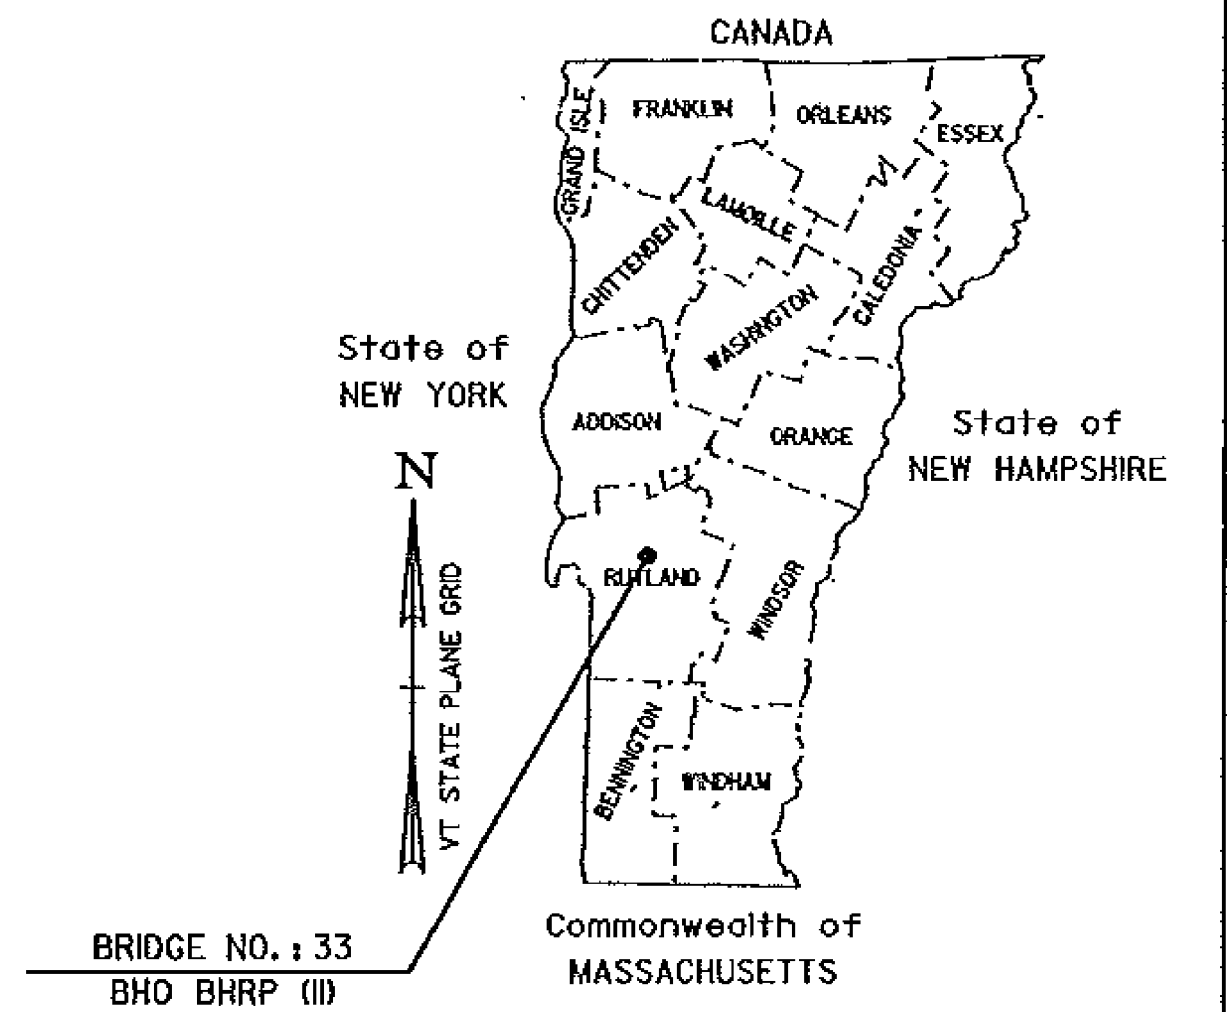 CANADA
GRAND ISLE
FRANKLIN
ORLEANS
ESSEX
LAMOILLE
CHITTENDEN
CALEDONIA
WASHINGTON
State of
NEW YORK
ADDISON
ORANGE
State of
NEW HAMPSHIRE
N
VT STATE PLANE GRID
RUTLAND
WINDSOR
BENNINGTON
WINDHAM
Commonwealth of
MASSACHUSETTS
BRIDGE NO.: 33
BHO BHRP (11)